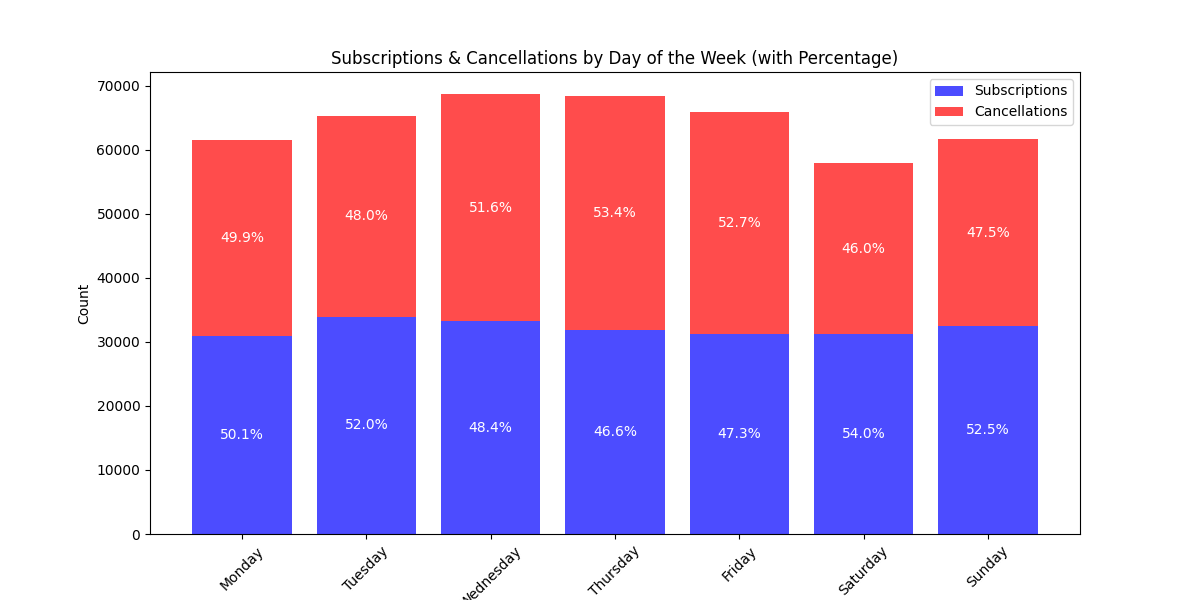 Subscriptions & Cancellations by Day of the Week (with Percentage)
70000
60000
50000
40000
30000
20000
10000
0
Count
Subscriptions
Cancellations
49.9%
48.0%
51.6%
53.4%
52.7%
46.0%
47.5%
50.1%
52.0%
48.4%
46.6%
47.3%
54.0%
52.5%
Monday
Tuesday
Wednesday
Thursday
Friday
Saturday
Sunday